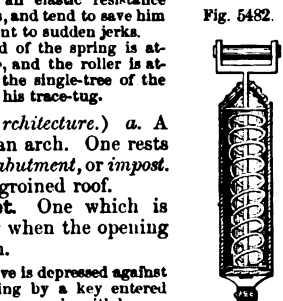 an elastic resistance
, and tend to save him
nt to sudden jerks.
d of the spring is at-
, and the roller is at-
the single-tree of the
his trace-tug.
rchitecture.) a. A
an arch. One rests
abutment, or impost.
groined roof.
t. One which is
when the opening
.
ve is depressed against
ing by a key entered
Fig. 5482.